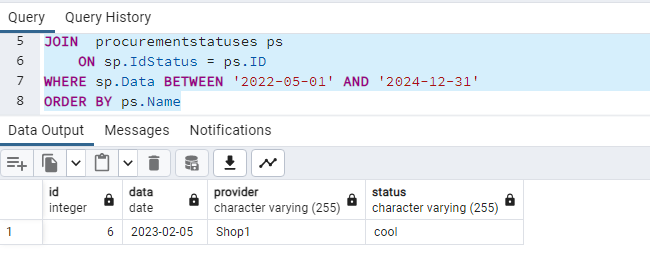 Query Query History
5 JOIN procurementstatuses ps
6 ON sp.IdStatus = ps.ID
7 WHERE sp.Data BETWEEN '2022-05-01' AND '2024-12-31'
8 ORDER BY ps.Name
Data Output Messages Notifications
id data provider status
integer date character varying (255) character varying (255)
1 6 2023-02-05 Shop1 cool